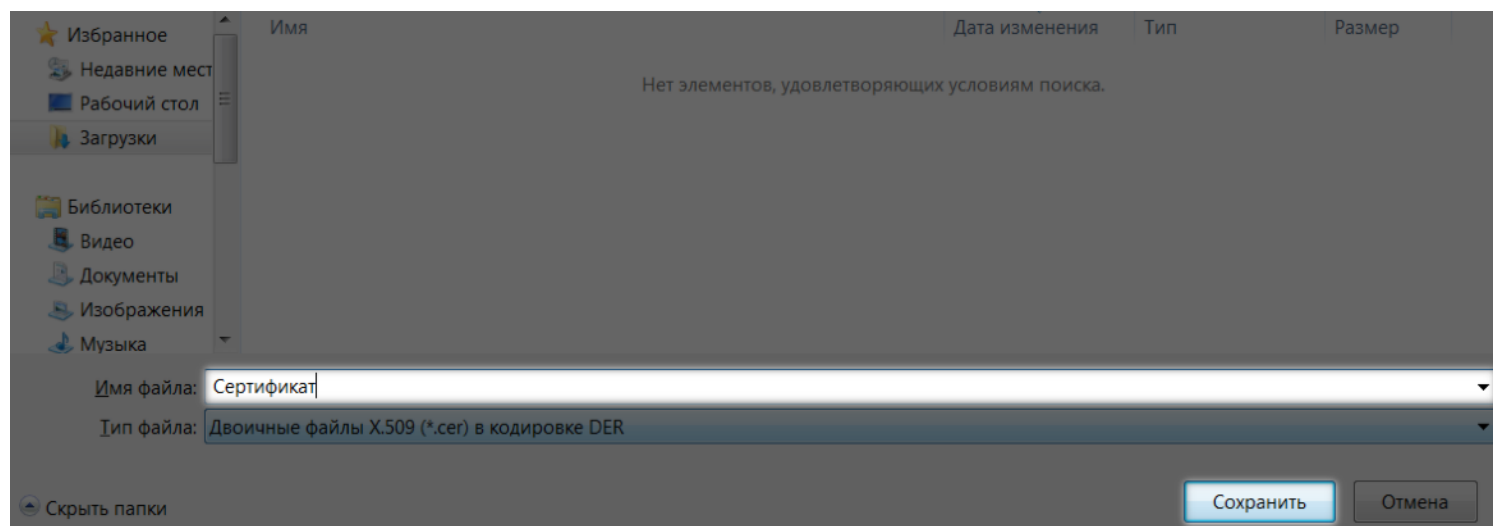 Избранное
Недавние мест
Рабочий стол
Загрузки
Библиотеки
Видео
Документы
Изображения
Музыка
Имя Дата изменения Тип Размер
Нет элементов, удовлетворяющих условиям поиска.
Имя файла: Сертификат
Тип файла: Двоичные файлы X.509 (*.cer) в кодировке DER
Скрыть папки Сохранить Отмена